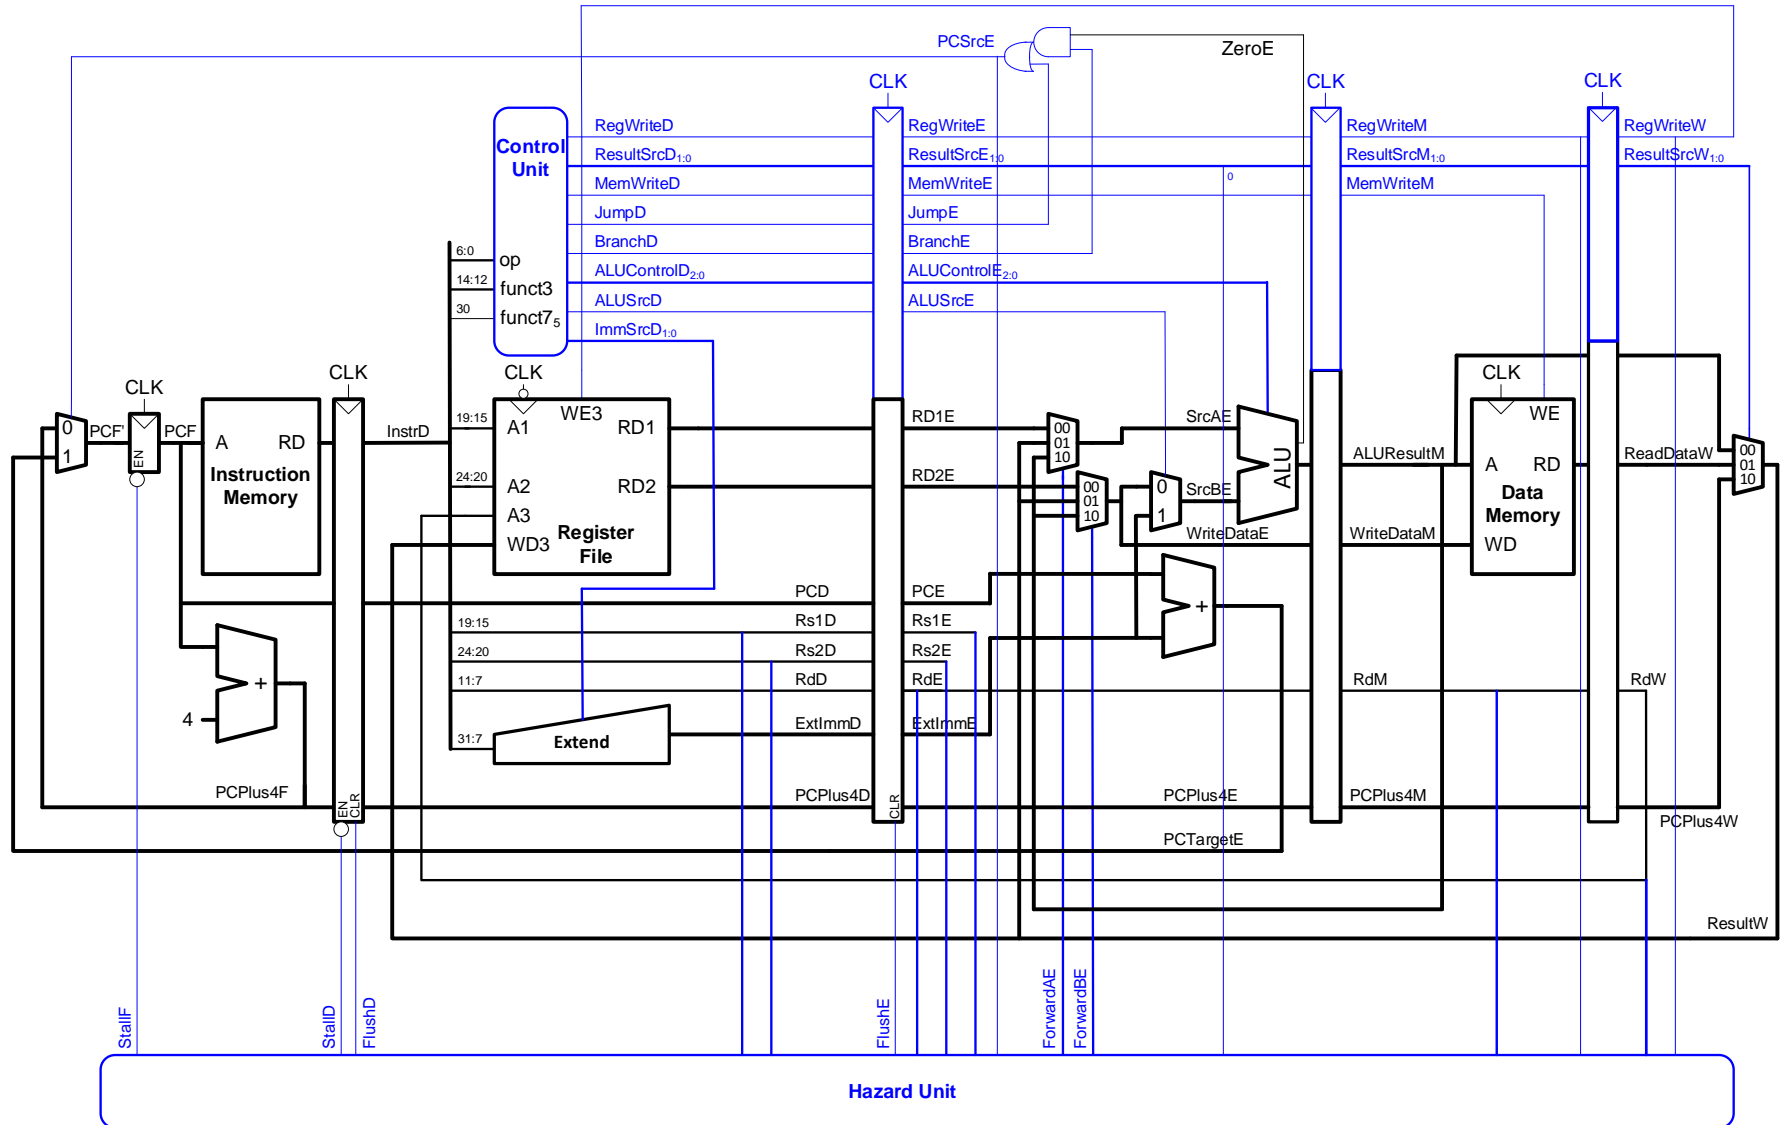 PCSrcE
ZeroE
CLK
CLK
CLK
Control
Unit
RegWriteD
RegWriteE
RegWriteM
RegWriteW
ResultSrcD1:0
ResultSrcE1:0
ResultSrcM1:0
ResultSrcW1:0
0
MemWriteD
MemWriteE
MemWriteM
JumpD
JumpE
BranchD
BranchE
6:0
op
ALUControlD2:0
ALUControlE2:0
14:12
funct3
ALUSrcD
ALUSrcE
30
funct75
ImmSrcD1:0
CLK
CLK
CLK
CLK
0
1
PCF'
EN
PCF
A
RD
Instruction
Memory
InstrD
19:15
A1
WE3
RD1
24:20
A2
RD2
A3
WD3
Register
File
RD1E
RD2E
00
01
10
00
01
10
0
1
SrcAE
SrcBE
ALU
WriteDataE
ALUResultM
WriteDataM
A
RD
WE
Data
Memory
WD
ReadDataW
00
01
10
PCD
PCE
19:15
Rs1D
Rs1E
24:20
Rs2D
Rs2E
11:7
RdD
RdE
RdM
RdW
+
+
4
31:7
Extend
ExtImmD
ExtImmE
PCPlus4F
EN
CLR
PCPlus4D
CLR
PCPlus4E
PCPlus4M
PCPlus4W
PCTargetE
ResultW
StallF
StallD
FlushD
FlushE
ForwardAE
ForwardBE
Hazard Unit